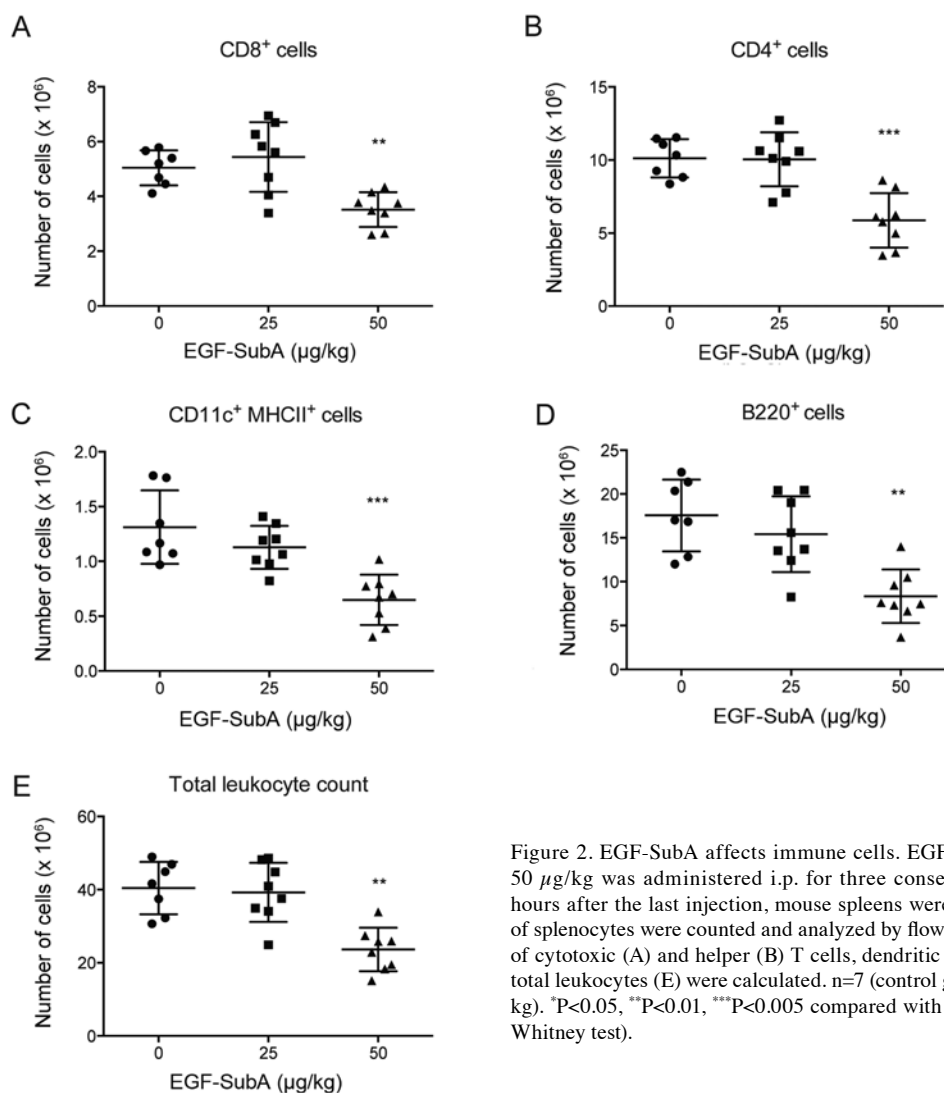 A
CD8+ cells
Number of cells (x 10⁶)
8
6
4
2
0
**
0 25 50
EGF-SubA (µg/kg)
B
CD4+ cells
Number of cells (x 10⁶)
15
10
5
0
***
0 25 50
EGF-SubA (µg/kg)
C
CD11c+ MHCII+ cells
Number of cells (x 10⁶)
2.0
1.5
1.0
0.5
0.0
***
0 25 50
EGF-SubA (µg/kg)
D
B220+ cells
Number of cells (x 10⁶)
25
20
15
10
5
0
**
0 25 50
EGF-SubA (µg/kg)
E
Total leukocyte count
Number of cells (x 10⁶)
60
40
20
0
**
0 25 50
EGF-SubA (µg/kg)
Figure 2. EGF-SubA affects immune cells. EGF
50 µg/kg was administered i.p. for three conse
hours after the last injection, mouse spleens were
of splenocytes were counted and analyzed by flow
of cytotoxic (A) and helper (B) T cells, dendritic
total leukocytes (E) were calculated. n=7 (control g
kg). *P<0.05, **P<0.01, ***P<0.005 compared with
Whitney test).